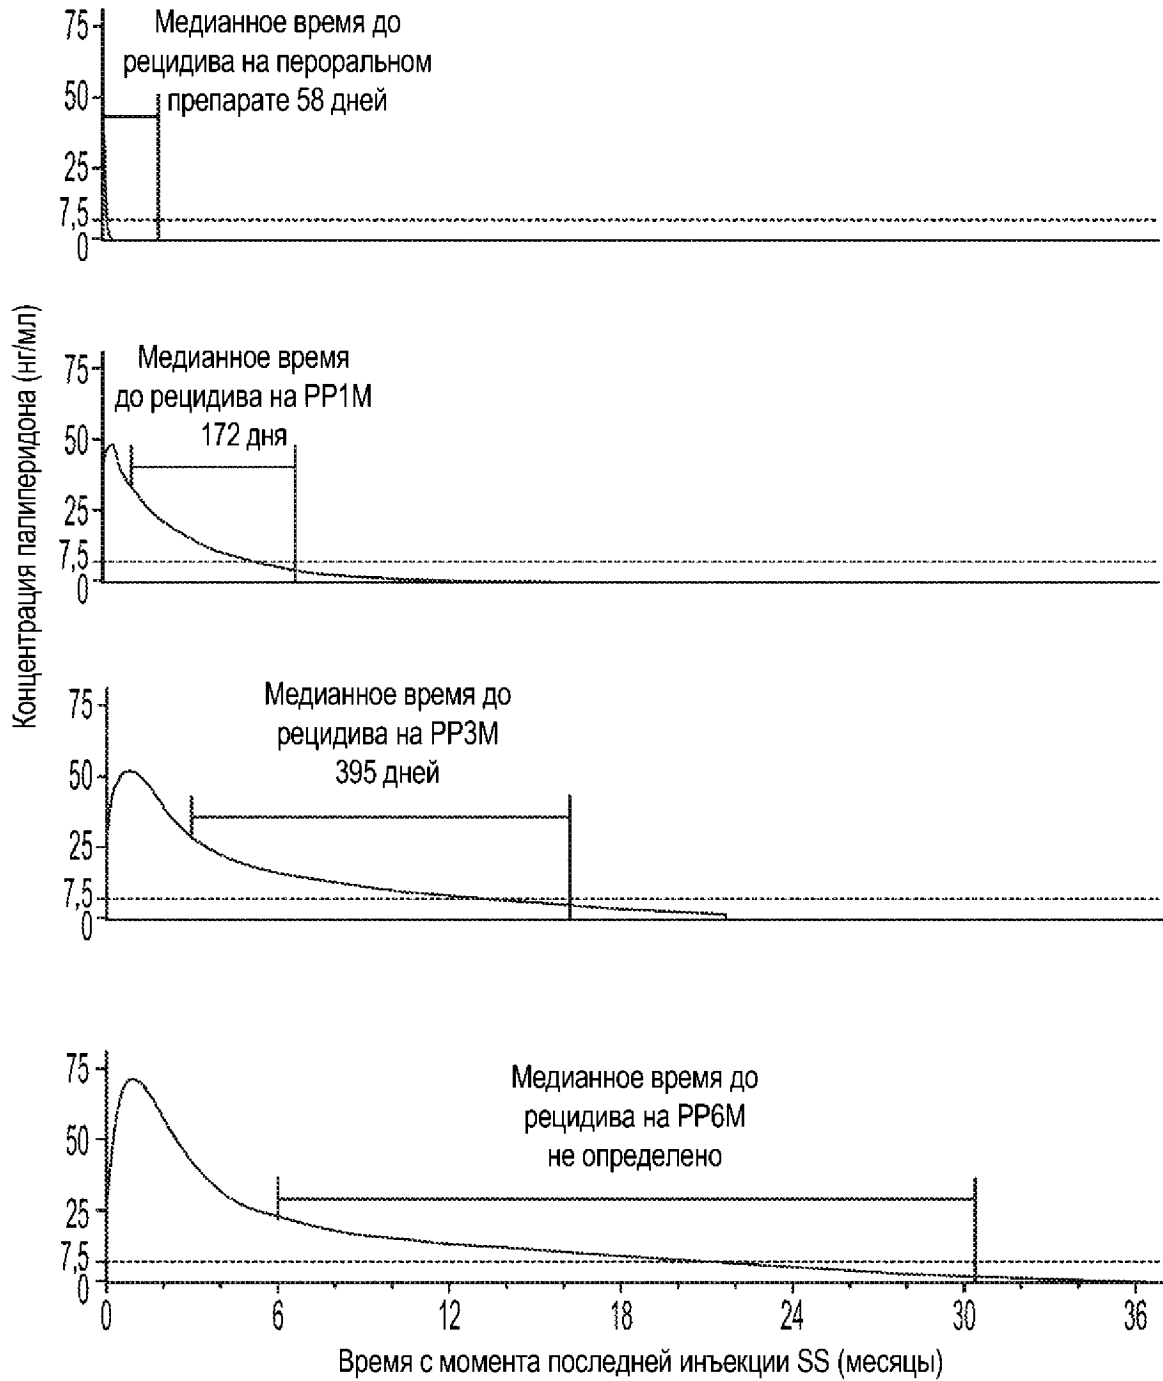 Концентрация палиперидона (нг/мл)
75
Медианное время до
рецидива на пероральном
50
препарате 58 дней
25
7,5
0
75
Медианное время
до рецидива на PP1M
50
172 дня
25
7,5
0
75
Медианное время до
рецидива на PP3M
50
395 дней
25
7,5
0
75
Медианное время до
рецидива на PP6M
50
не определено
25
7,5
0
0 6 12 18 24 30 36
Время с момента последней инъекции SS (месяцы)